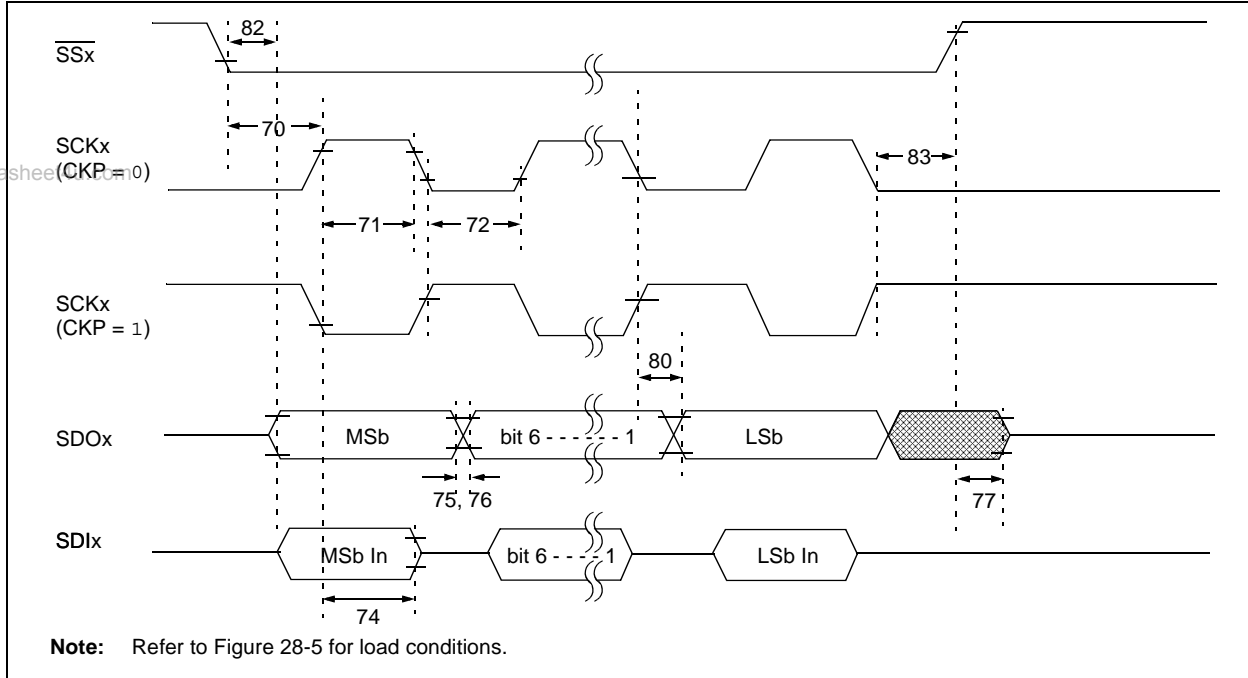 82
SSx
70
SCKx
(CKP = 0)
83
71
72
SCKx
(CKP = 1)
80
SDOx
MSb
bit 6 - - - - - - 1
LSb
75, 76
77
SDIx
MSb In
bit 6 - - - - 1
LSb In
74
Note: Refer to Figure 28-5 for load conditions.